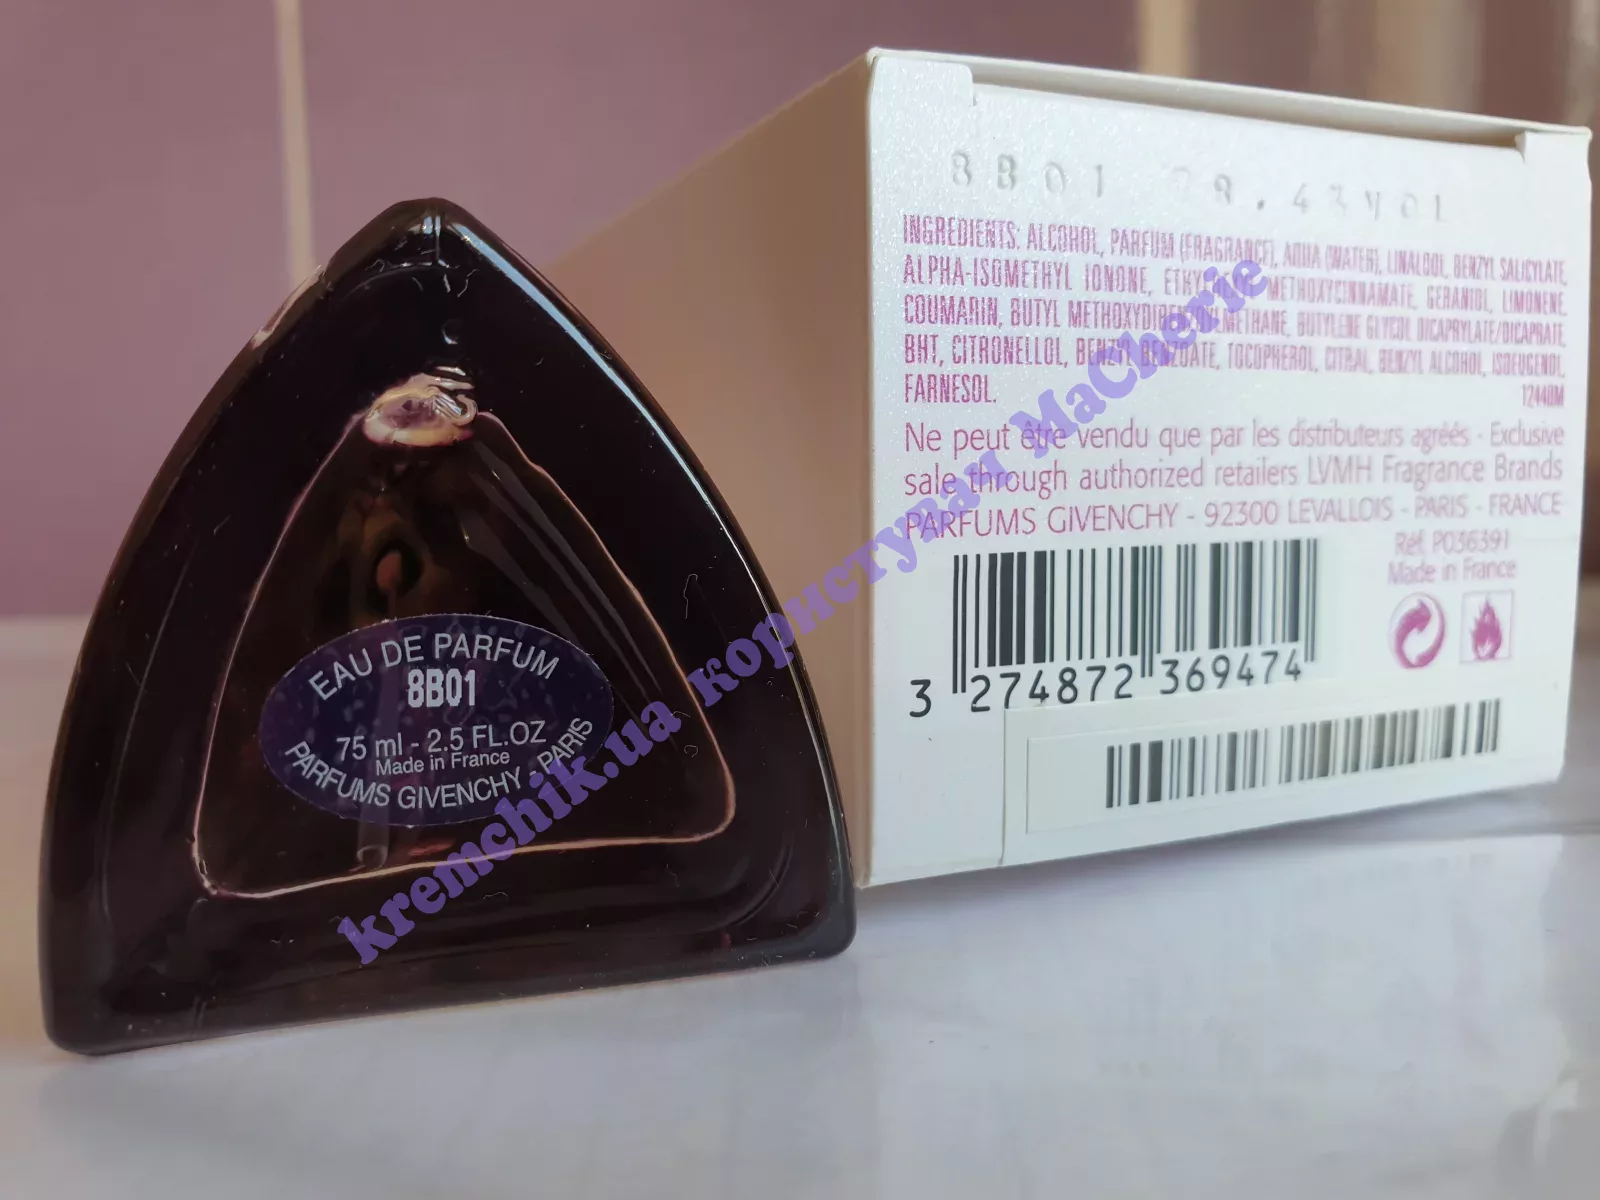 8B01
INGREDIENTS: ALCOHOL, PARFUM (FRAGRANCE), AQUA (WATER), LINALOOL, BENZYL SALICYLATE,
ALPHA-ISOMETHYL IONONE, ETHYLHEXYL METHOXYCINNAMATE, GERANIOL, LIMONENE,
COUMARIN, BUTYL METHOXYDIBENZOYLMETHANE, BUTYLENE GLYCOL DICAPRYLATE/DICAPRATE,
BHT, CITRONELLOL, BENZYL BENZOATE, TOCOPHEROL, CITRAL, BENZYL ALCOHOL, ISOEUGENOL,
FARNESOL. 12440M
Ne peut être vendu que par les distributeurs agréés - Exclusive
sale through authorized retailers LVMH Fragrance Brands
PARFUMS GIVENCHY - 92300 LEVALLOIS - PARIS - FRANCE
Réf. P036391
Made in France
3 274872 369474
EAU DE PARFUM
8B01
75 ml - 2.5 FL.OZ
Made in France
PARFUMS GIVENCHY - PARIS
kremchik.ua користувач MaCherie